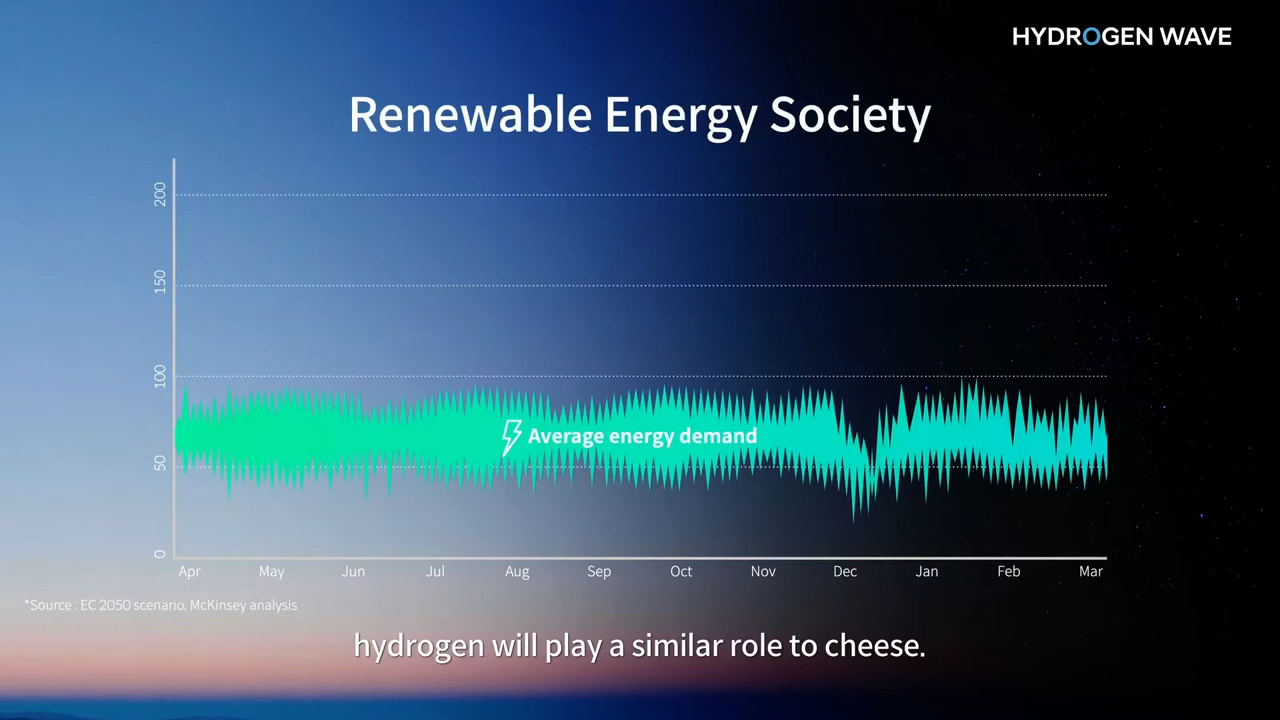 HYDROGEN WAVE
Renewable Energy Society
200
150
100
50
0
Average energy demand
Apr May Jun Jul Aug Sep Oct Nov Dec Jan Feb Mar
*Source : EC 2050 scenario, McKinsey analysis
hydrogen will play a similar role to cheese.